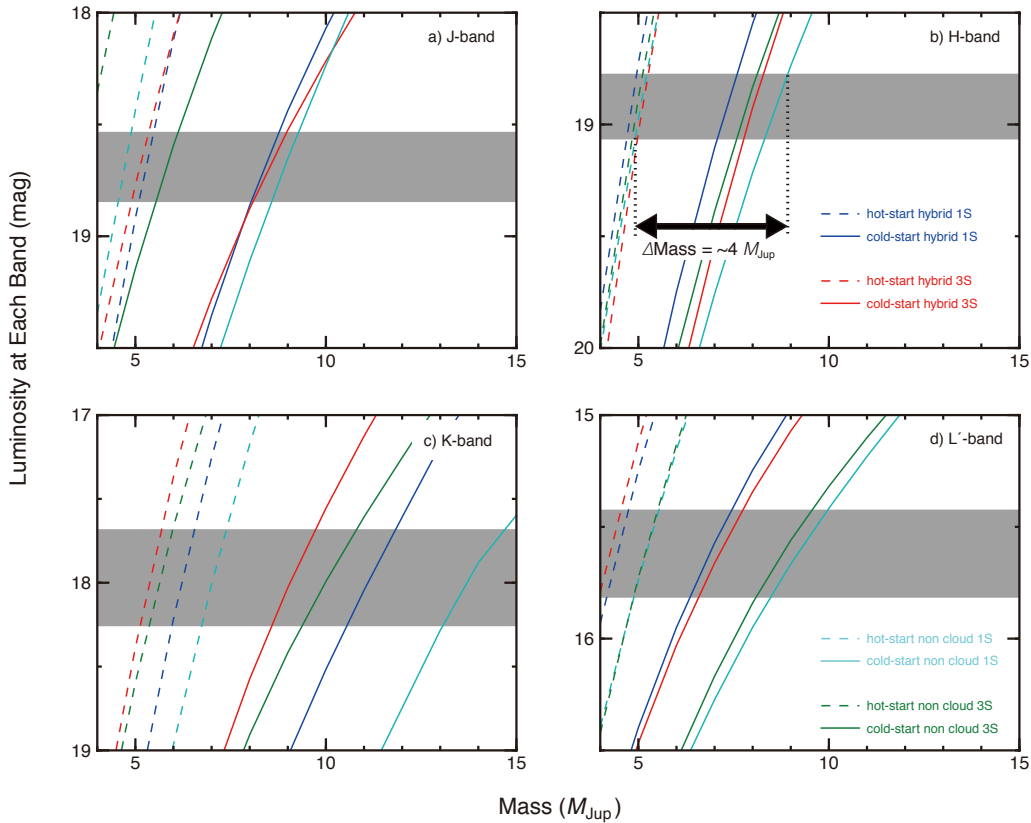 Luminosity at Each Band (mag)
18
19
a) J-band
5
10
15
19
20
b) H-band
ΔMass = ~4 MJup
hot-start hybrid 1S
cold-start hybrid 1S
hot-start hybrid 3S
cold-start hybrid 3S
5
10
15
17
18
19
c) K-band
5
10
15
15
16
d) L´-band
hot-start non cloud 1S
cold-start non cloud 1S
hot-start non cloud 3S
cold-start non cloud 3S
5
10
15
Mass (MJup)